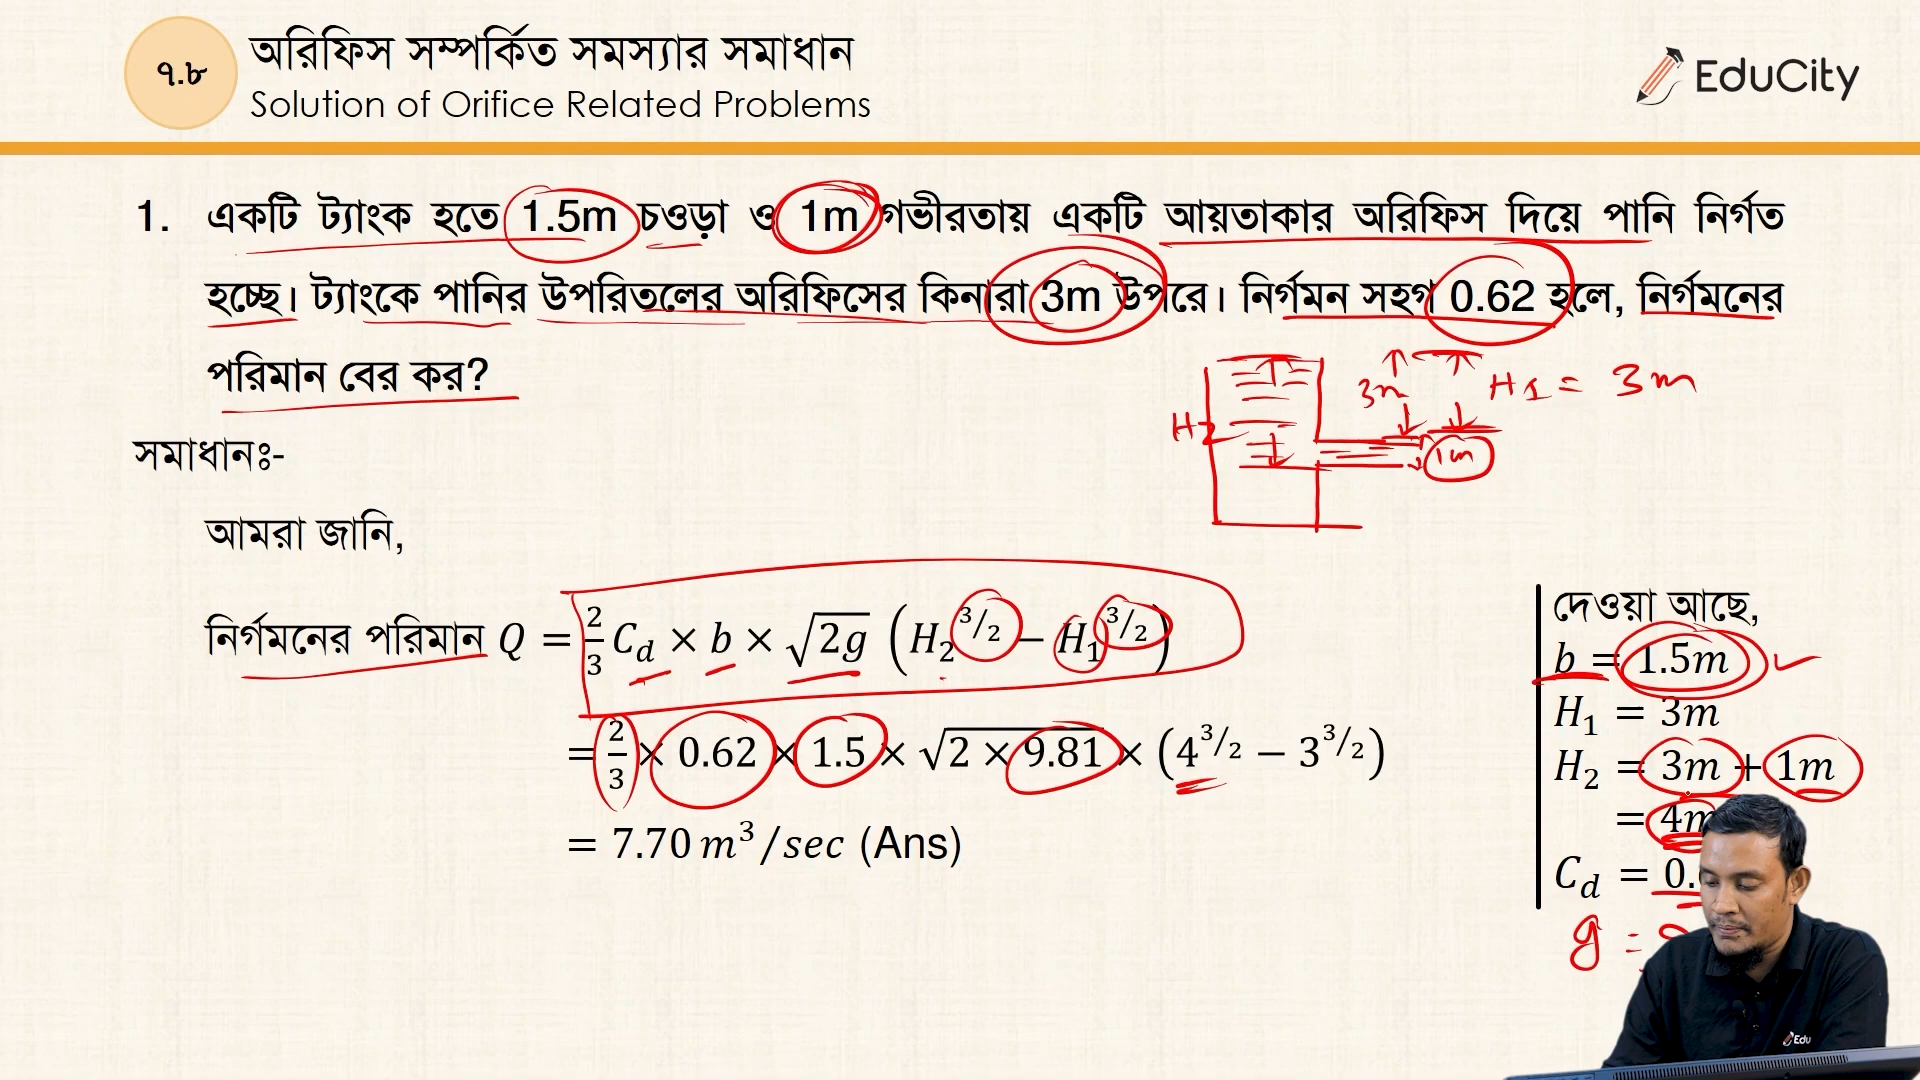 ৭.৮
অরিফিস সম্পর্কিত সমস্যার সমাধান
Solution of Orifice Related Problems
EduCity
1. একটি ট্যাংক হতে 1.5m চওড়া ও 1m গভীরতায় একটি আয়তাকার অরিফিস দিয়ে পানি নির্গত
হচ্ছে। ট্যাংকে পানির উপরিতলের অরিফিসের কিনারা 3m উপরে। নির্গমন সহগ 0.62 হলে, নির্গমনের
পরিমান বের কর?
3m H₁ = 3m
H₂
1m
সমাধানঃ-
আমরা জানি,
নির্গমনের পরিমান Q = 2/3 C_d × b × √2g (H₂^3/2 − H₁^3/2)
= 2/3 × 0.62 × 1.5 × √2 × 9.81 × (4^3/2 − 3^3/2)
= 7.70 m³/sec (Ans)
দেওয়া আছে,
b = 1.5m
H₁ = 3m
H₂ = 3m + 1m
= 4m
C_d = 0.
g =
Edu